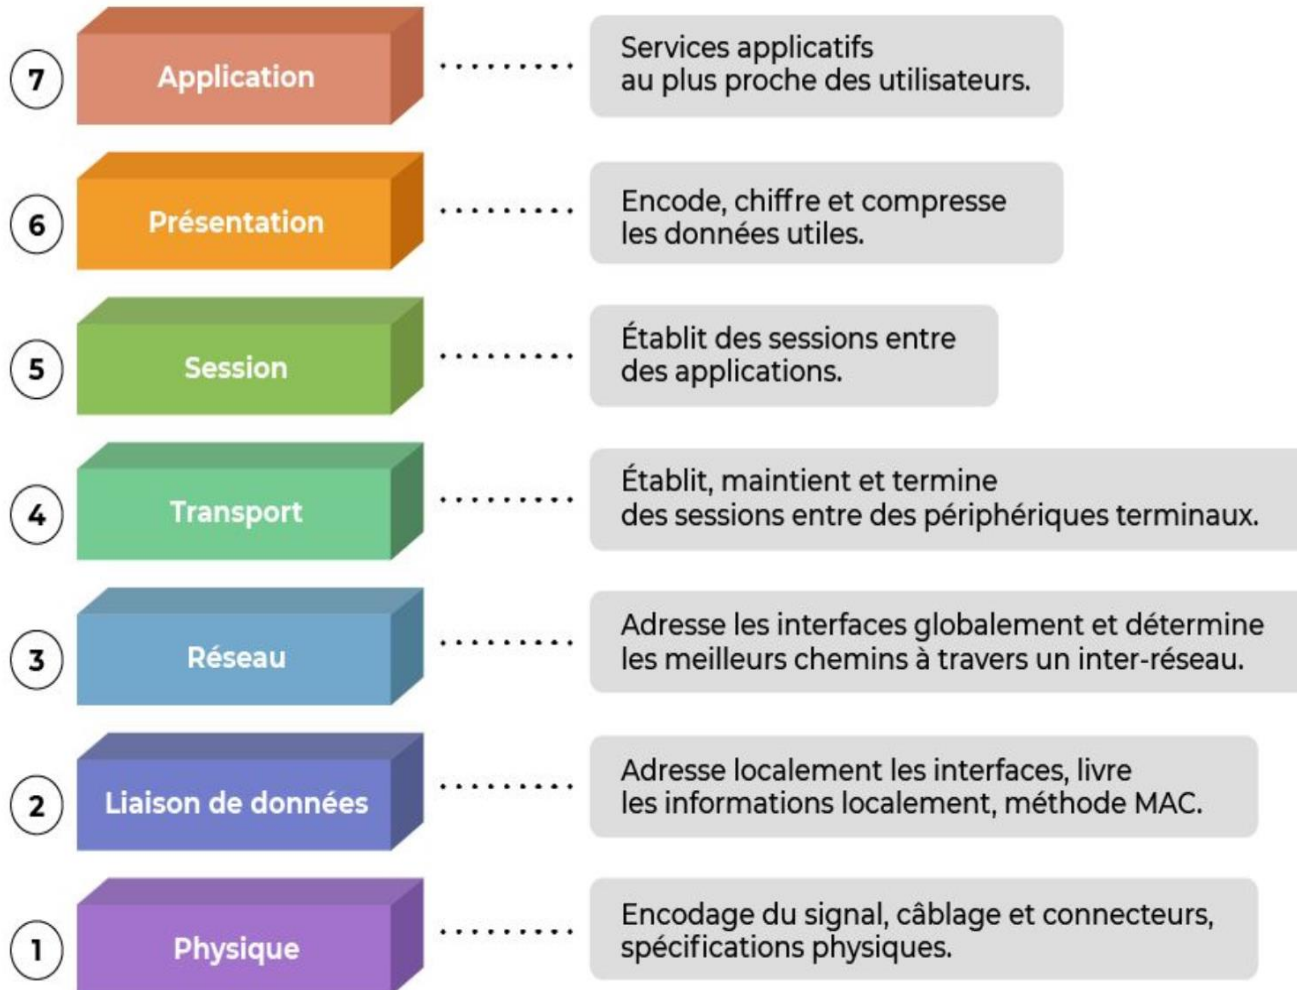 7
Application
Services applicatifs
au plus proche des utilisateurs.
6
Présentation
Encode, chiffre et compresse
les données utiles.
5
Session
Établit des sessions entre
des applications.
4
Transport
Établit, maintient et termine
des sessions entre des périphériques terminaux.
3
Réseau
Adresse les interfaces globalement et détermine
les meilleurs chemins à travers un inter-réseau.
2
Liaison de données
Adresse localement les interfaces, livre
les informations localement, méthode MAC.
1
Physique
Encodage du signal, câblage et connecteurs,
spécifications physiques.